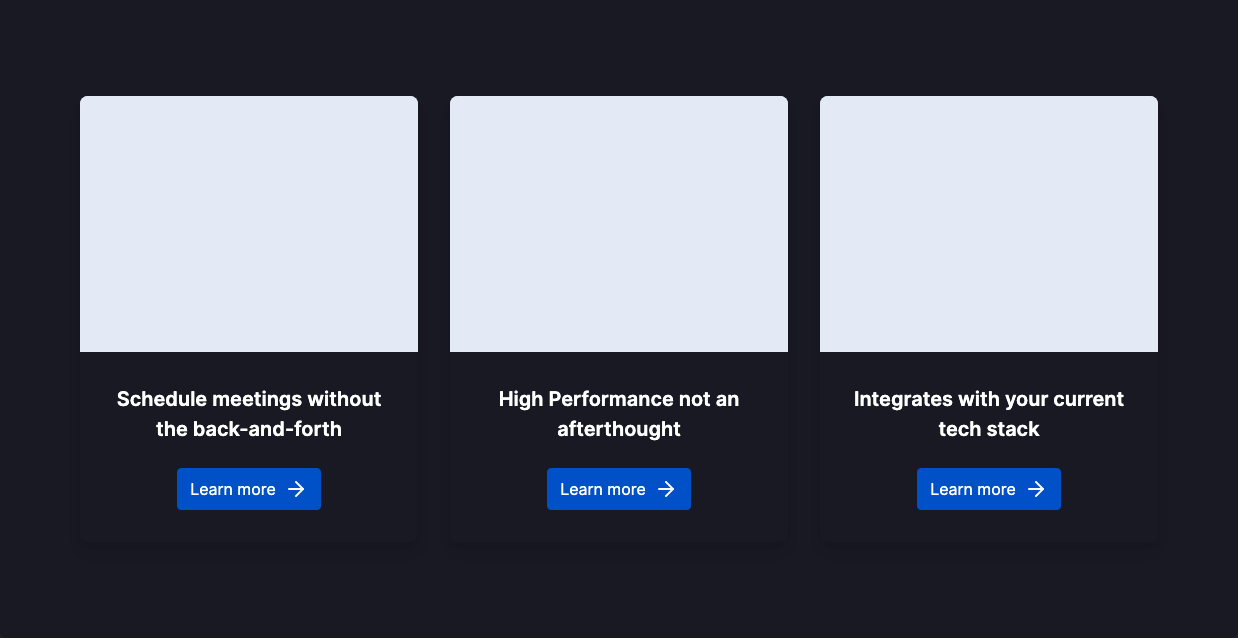 Schedule meetings without
the back-and-forth
Learn more
High Performance not an
afterthought
Learn more
Integrates with your current
tech stack
Learn more